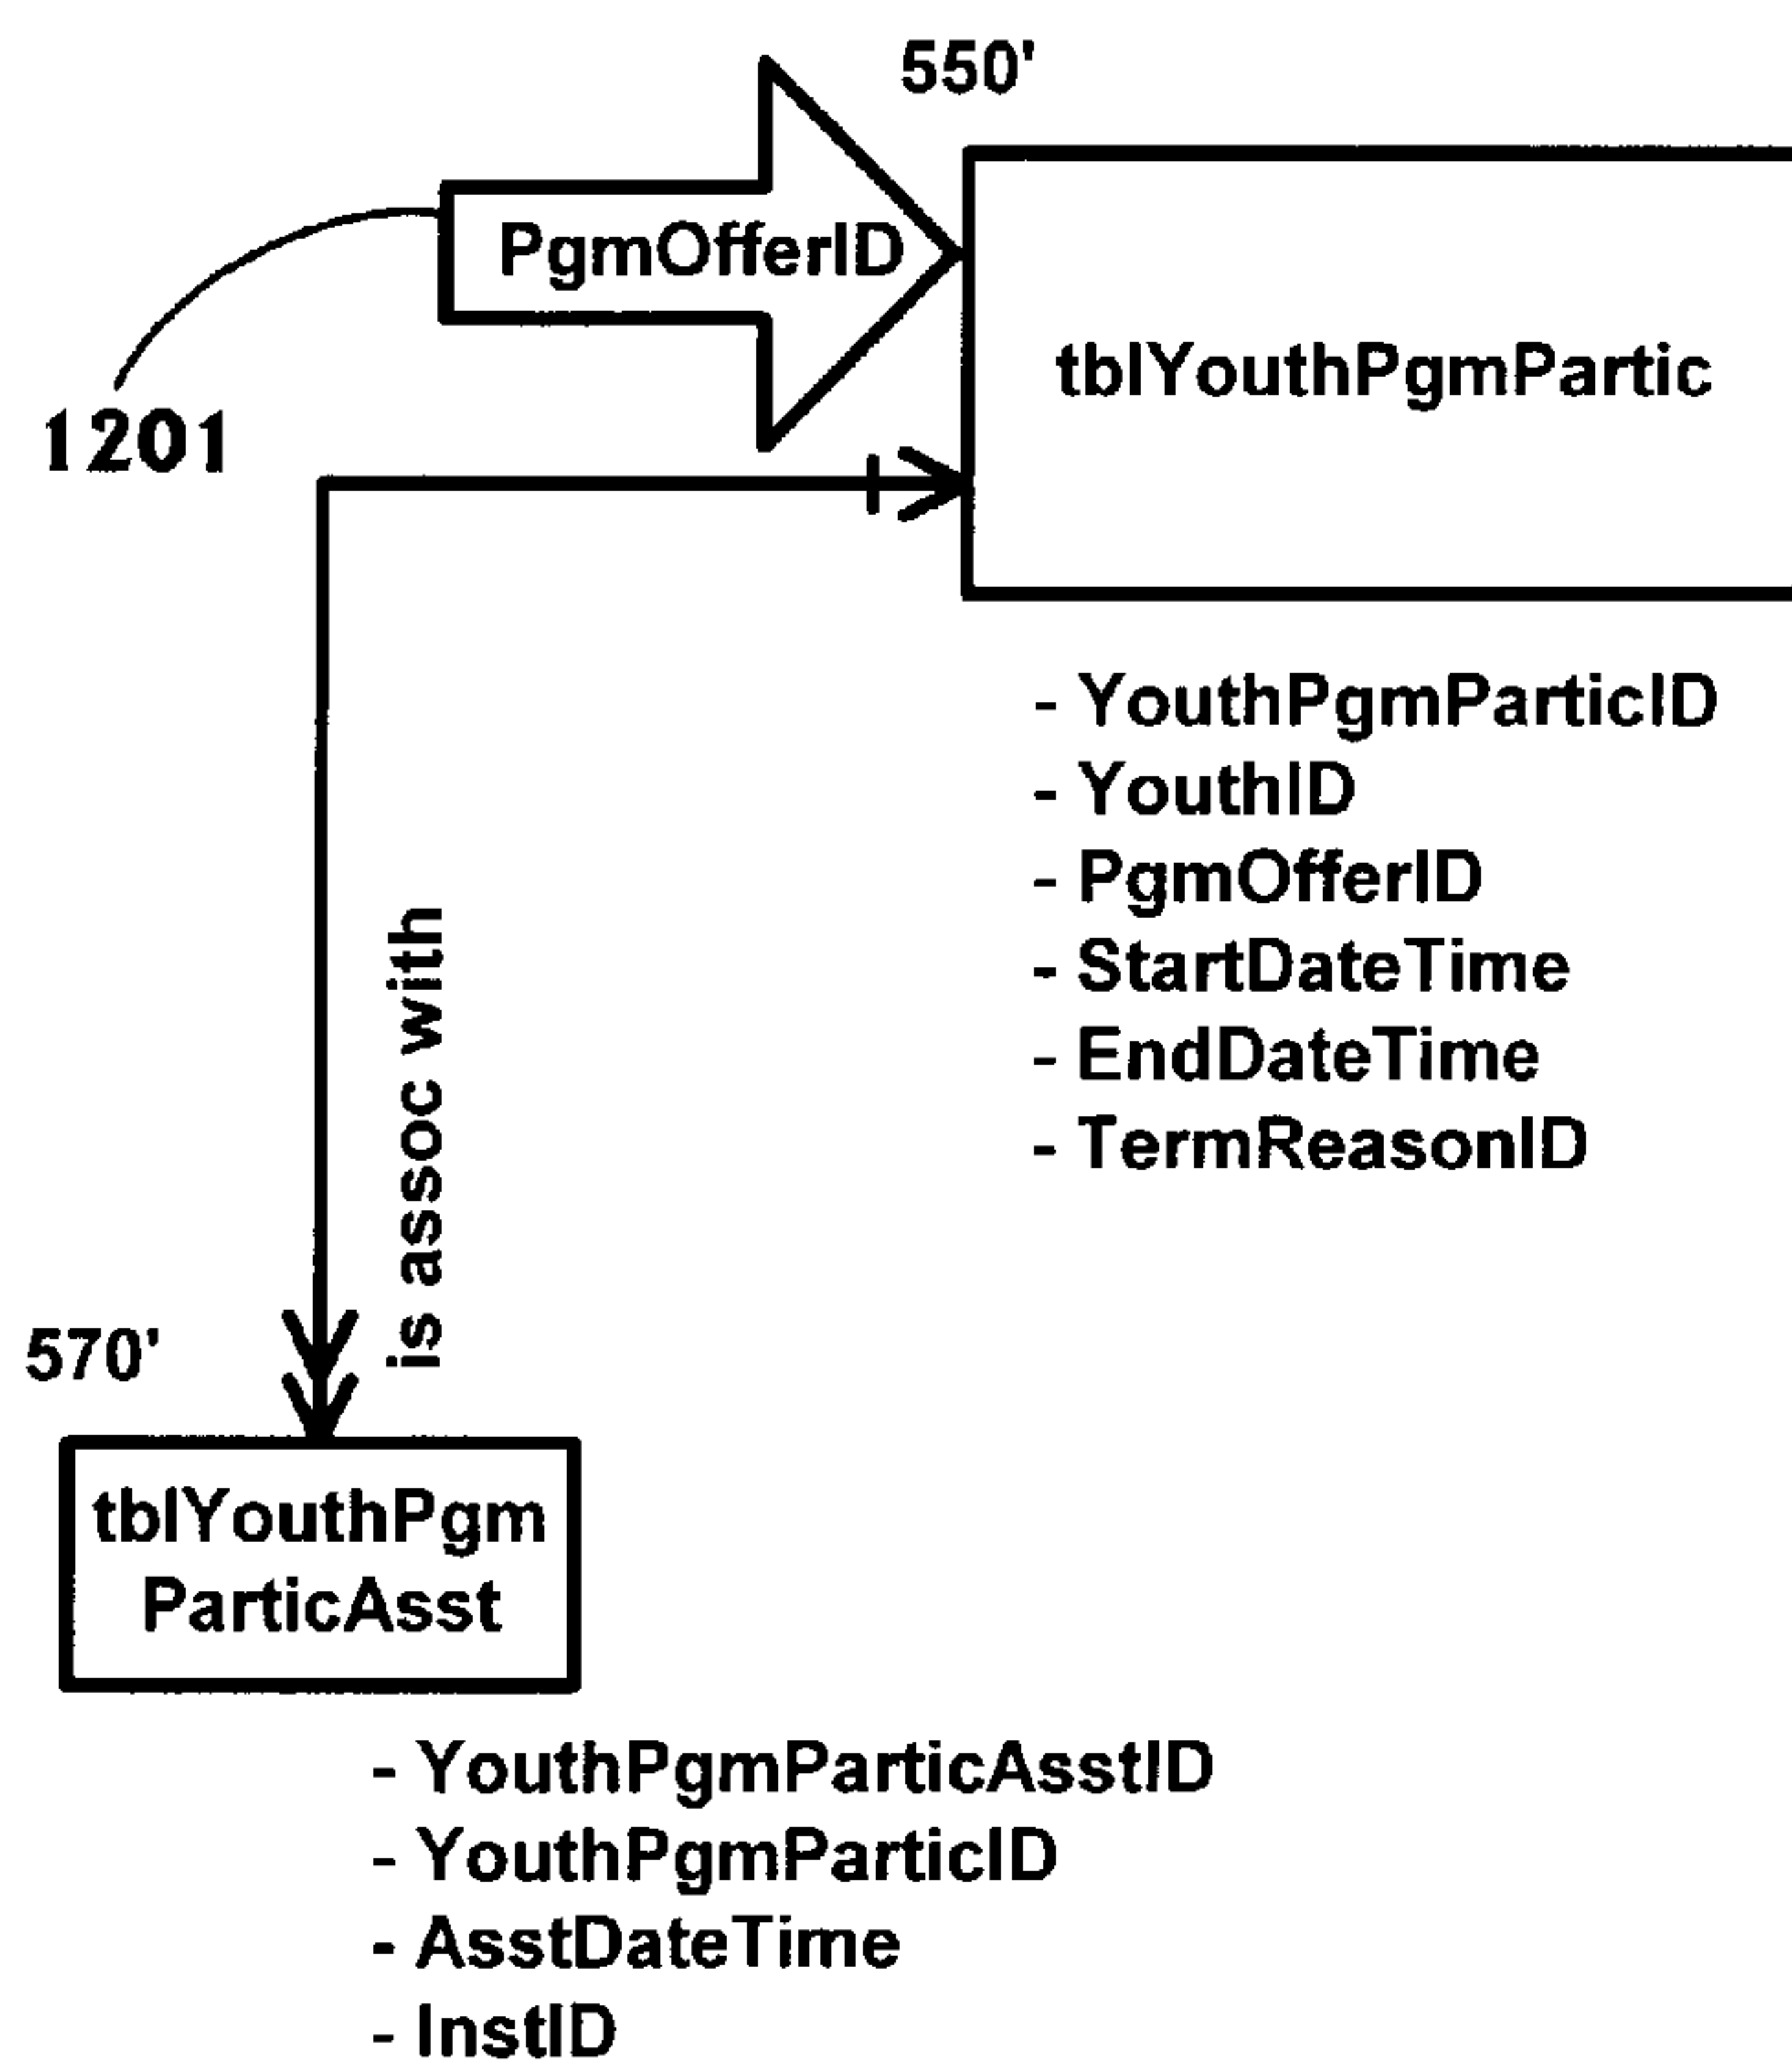 550'
PgmOfferID
tblYouthPgmPartic
1201
- YouthPgmParticID
- YouthID
- PgmOfferID
- StartDateTime
- EndDateTime
- TermReasonID
is assoc with
570'
tblYouthPgm
ParticAsst
- YouthPgmParticAsstID
- YouthPgmParticID
- AsstDateTime
- InstID